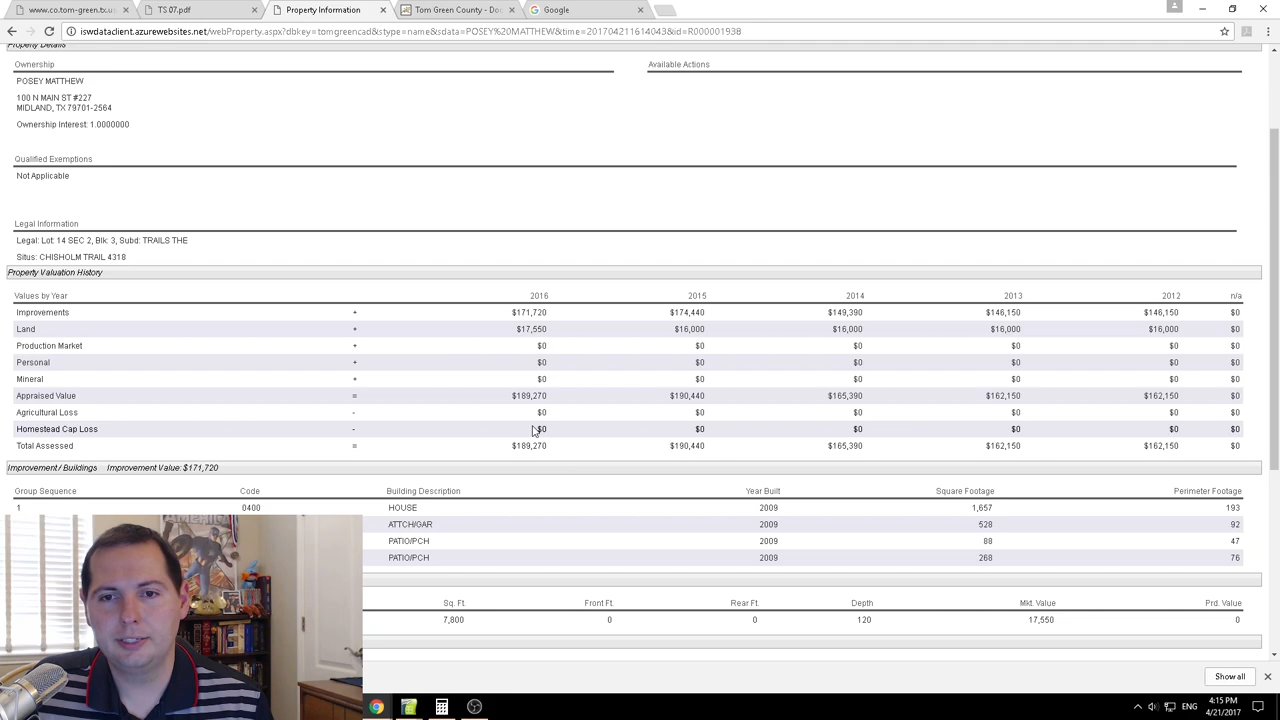 www.co.tom-green.tx.us
TS 07.pdf
Property Information
Tom Green County - Do
Google
iswdataclient.azurewebsites.net/webProperty.aspx?dbkey=tomgreencad&stype=name&sdata=POSEY%20MATTHEW&time=201704211614043&id=R000001938
Property Details
Ownership
Available Actions
POSEY MATTHEW
100 N MAIN ST #227
MIDLAND, TX 79701-2564
Ownership Interest: 1.0000000
Qualified Exemptions
Not Applicable
Legal Information
Legal: Lot: 14 SEC 2, Blk: 3, Subd: TRAILS THE
Situs: CHISHOLM TRAIL 4318
Property Valuation History
Values by Year 2016 2015 2014 2013 2012 n/a
Improvements + $171,720 $174,440 $149,390 $146,150 $146,150 $0
Land + $17,550 $16,000 $16,000 $16,000 $16,000 $0
Production Market + $0 $0 $0 $0 $0 $0
Personal + $0 $0 $0 $0 $0 $0
Mineral + $0 $0 $0 $0 $0 $0
Appraised Value = $189,270 $190,440 $165,390 $162,150 $162,150 $0
Agricultural Loss - $0 $0 $0 $0 $0 $0
Homestead Cap Loss - $0 $0 $0 $0 $0 $0
Total Assessed = $189,270 $190,440 $165,390 $162,150 $162,150 $0
Improvement / Buildings Improvement Value: $171,720
Group Sequence Code Building Description Year Built Square Footage Perimeter Footage
1 0400 HOUSE 2009 1,657 193
ATTCH/GAR 2009 528 92
PATIO/PCH 2009 88 47
PATIO/PCH 2009 268 76
Sq. Ft. Front Ft. Rear Ft. Depth Mkt. Value Prd. Value
7,800 0 0 120 17,550 0
Show all
ENG
4:15 PM
4/21/2017